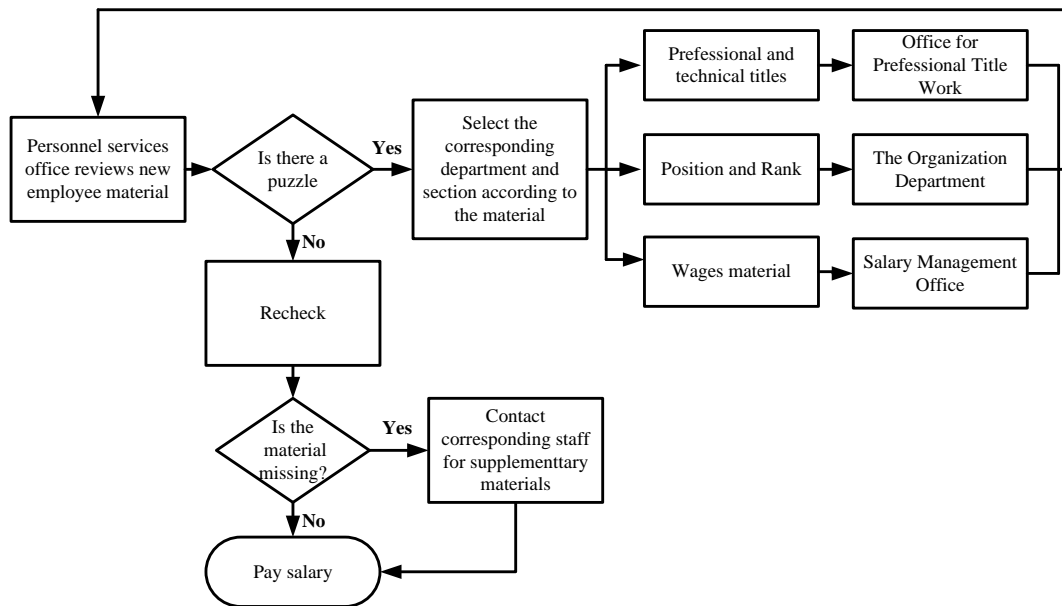 Personnel services
office reviews new
employee material
Is there a
puzzle
Yes
No
Select the
corresponding
department and
section according to
the material
Prefessional and
technical titles
Office for
Prefessional Title
Work
Position and Rank
The Organization
Department
Wages material
Salary Management
Office
Recheck
Is the
material
missing?
Yes
No
Contact
corresponding staff
for supplementtary
materials
Pay salary